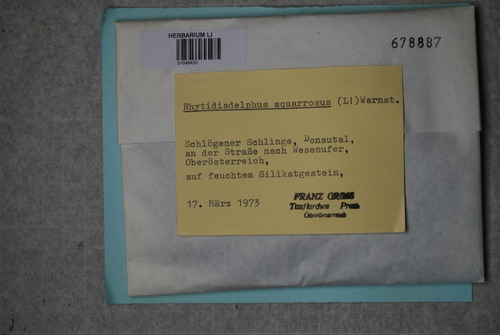 HERBARIUM LI
678887
Rhytidiadelphus squarrosus (L!)Warnst.
Schlögener Schlinge, Donautal,
an der Straße nach Wesenufer,
Oberösterreich,
auf feuchtem Silikatgestein,
17. März 1973
FRANZ GRIMS
Taufkirchen Pram
Oberösterreich